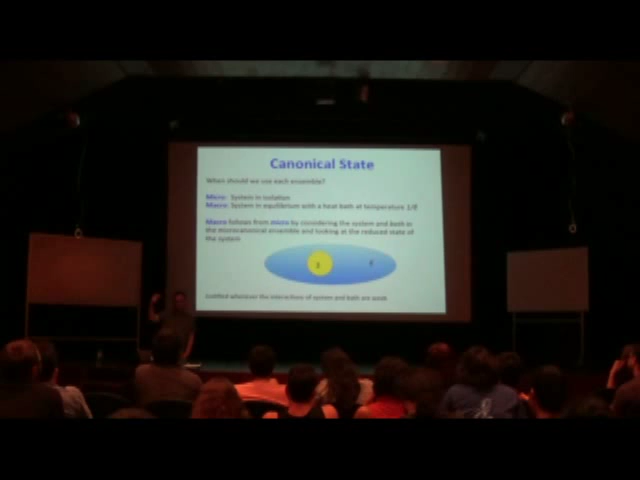 Canonical State
When should we use each ensemble?
Micro: System in isolation
Macro: System in equilibrium with a heat bath at temperature 1/β
Macro follows from micro by considering the system and bath in
the microcanonical ensemble and looking at the reduced state of
the system
Justified whenever the interactions of system and bath are weak